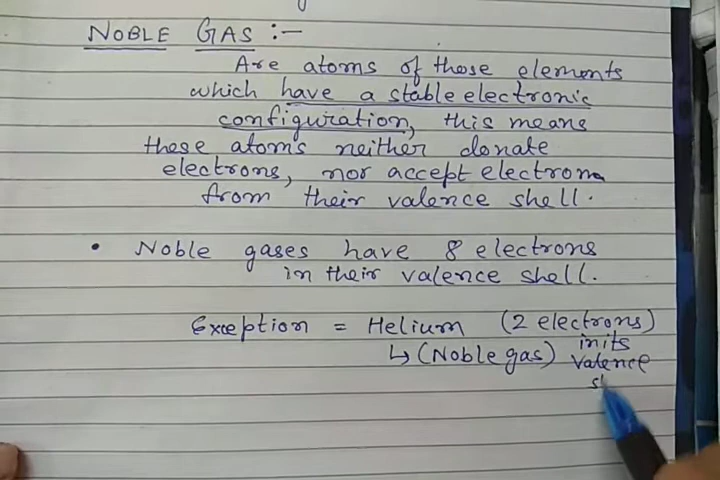 NOBLE GAS :-
Are atoms of those elements
which have a stable electronic
configuration, this means
these atoms neither donate
electrons, nor accept electron
from their valence shell.
• Noble gases have 8 electrons
in their valence shell.
Exception = Helium (2 electrons)
↳ (Noble gas) in its
valence